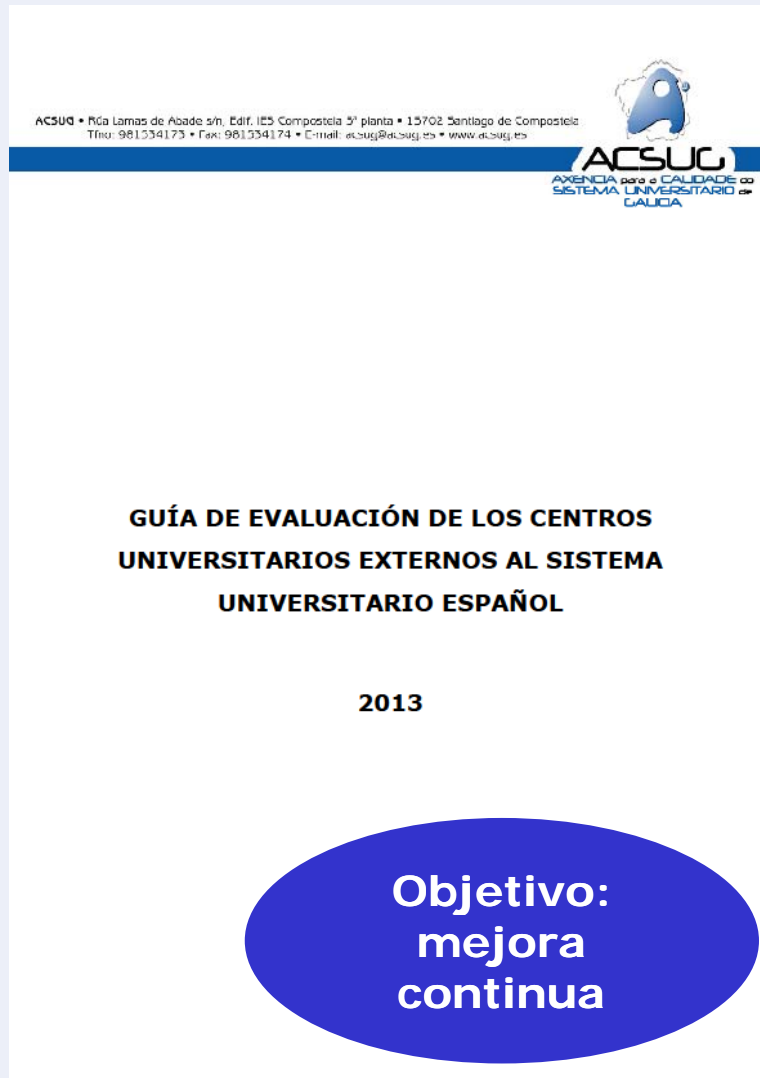 ACSUG • Rúa Lamas de Abade s/n, Edif. IES Compostela 5ª planta • 15702 Santiago de Compostela
Tfno: 981534173 • Fax: 981534174 • E-mail: acsug@acsug.es • www.acsug.es
ACSUG
AXENCIA para a CALIDADE do
SISTEMA UNIVERSITARIO de
GALICIA
GUÍA DE EVALUACIÓN DE LOS CENTROS
UNIVERSITARIOS EXTERNOS AL SISTEMA
UNIVERSITARIO ESPAÑOL
2013
Objetivo:
mejora
continua